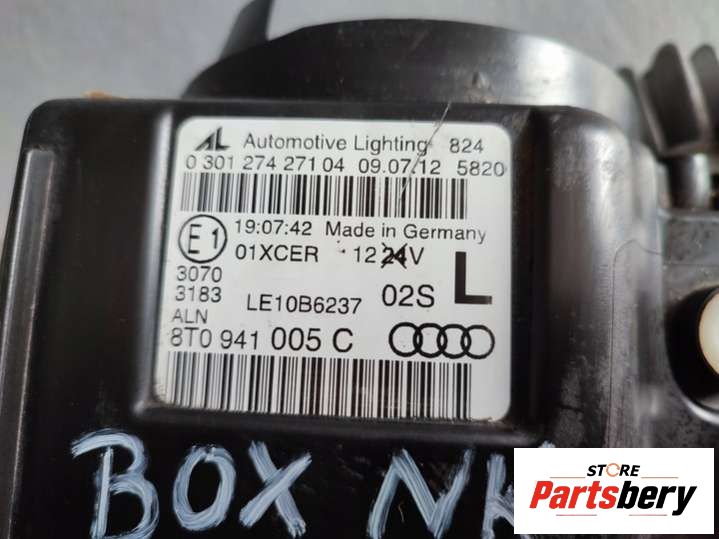 AL Automotive Lighting 824
0 301 274 271 04 09.07.12 5820
19:07:42 Made in Germany
E1 01XCER 12 24V
3070
3183 LE10B6237 02S L
ALN
8T0 941 005 C
BOX
STORE
Partsbery